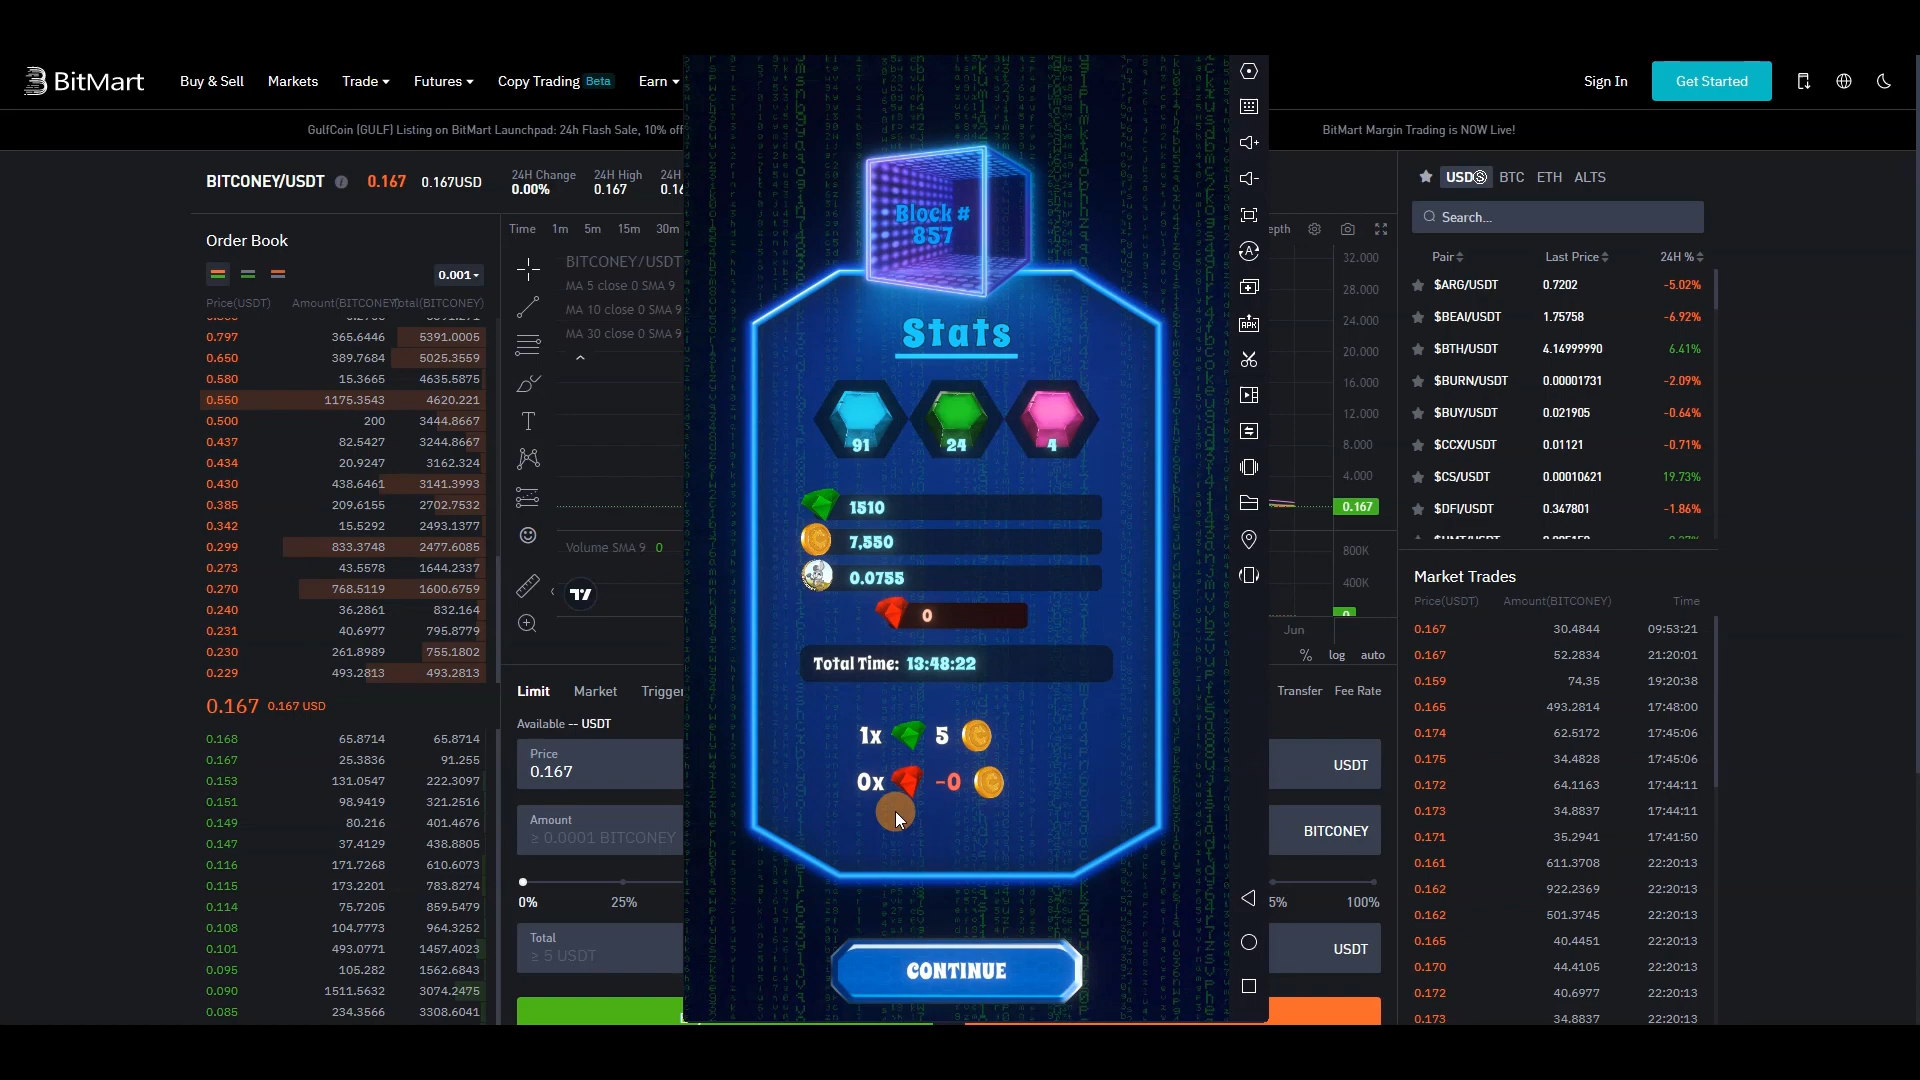 BitMart
Buy & Sell
Markets
Trade
Futures
Copy Trading Beta
Earn
Sign In
Get Started
GulfCoin (GULF) Listing on BitMart Launchpad: 24h Flash Sale, 10% off
BitMart Margin Trading is NOW Live!
BITCONEY/USDT
0.167
0.167USD
24H Change
0.00%
24H High
0.167
24H
0.16
Order Book
0.001
Price(USDT) Amount(BITCONEY) Total(BITCONEY)
0.797 365.6446 5391.0005
0.650 389.7684 5025.3559
0.580 15.3665 4635.5875
0.550 1175.3543 4620.221
0.500 200 3444.8667
0.437 82.5427 3244.8667
0.434 20.9247 3162.324
0.430 438.6461 3141.3993
0.385 209.6155 2702.7532
0.342 15.5292 2493.1377
0.299 833.3748 2477.6085
0.273 43.5578 1644.2337
0.270 768.5119 1600.6759
0.240 36.2861 832.164
0.231 40.6977 795.8779
0.230 261.8989 755.1802
0.229 493.2813 493.2813
0.167 0.167 USD
0.168 65.8714 65.8714
0.167 25.3836 91.255
0.153 131.0547 222.3097
0.151 98.9419 321.2516
0.149 80.216 401.4676
0.147 37.4129 438.8805
0.116 171.7268 610.6073
0.115 173.2201 783.8274
0.114 75.7205 859.5479
0.108 104.7773 964.3252
0.101 493.0771 1457.4023
0.095 105.282 1562.6843
0.090 1511.5632 3074.2475
0.085 234.3566 3308.6041
Time 1m 5m 15m 30m
BITCONEY/USDT
MA 5 close 0 SMA 9
MA 10 close 0 SMA 9
MA 30 close 0 SMA 9
Volume SMA 9 0
Limit Market Trigger
Available -- USDT
Price
0.167
Amount
≥ 0.0001 BITCONEY
0% 25%
Total
≥ 5 USDT
Block #
857
Stats
91 24 4
1510
7,550
0.0755
0
Total Time: 13:48:22
1x 5
0x -0
CONTINUE
APK
epth
32.000
28.000
24.000
20.000
16.000
12.000
8.000
4.000
0.167
800K
400K
0
Jun
% log auto
Transfer Fee Rate
USDT
BITCONEY
5% 100%
USDT
USD BTC ETH ALTS
Search...
Pair Last Price 24H %
$ARG/USDT 0.7202 -5.02%
$BEAI/USDT 1.75758 -6.92%
$BTH/USDT 4.14999990 6.41%
$BURN/USDT 0.00001731 -2.09%
$BUY/USDT 0.021905 -0.64%
$CCX/USDT 0.01121 -0.71%
$CS/USDT 0.00010621 19.73%
$DFI/USDT 0.347801 -1.86%
Market Trades
Price(USDT) Amount(BITCONEY) Time
0.167 30.4844 09:53:21
0.167 52.2834 21:20:01
0.159 74.35 19:20:38
0.165 493.2814 17:48:00
0.174 62.5172 17:45:06
0.175 34.4828 17:45:06
0.172 64.1163 17:44:11
0.173 34.8837 17:44:11
0.171 35.2941 17:41:50
0.161 611.3708 22:20:13
0.162 922.2369 22:20:13
0.162 501.3745 22:20:13
0.165 40.4451 22:20:13
0.170 44.4105 22:20:13
0.172 40.6977 22:20:13
0.173 34.8837 22:20:13